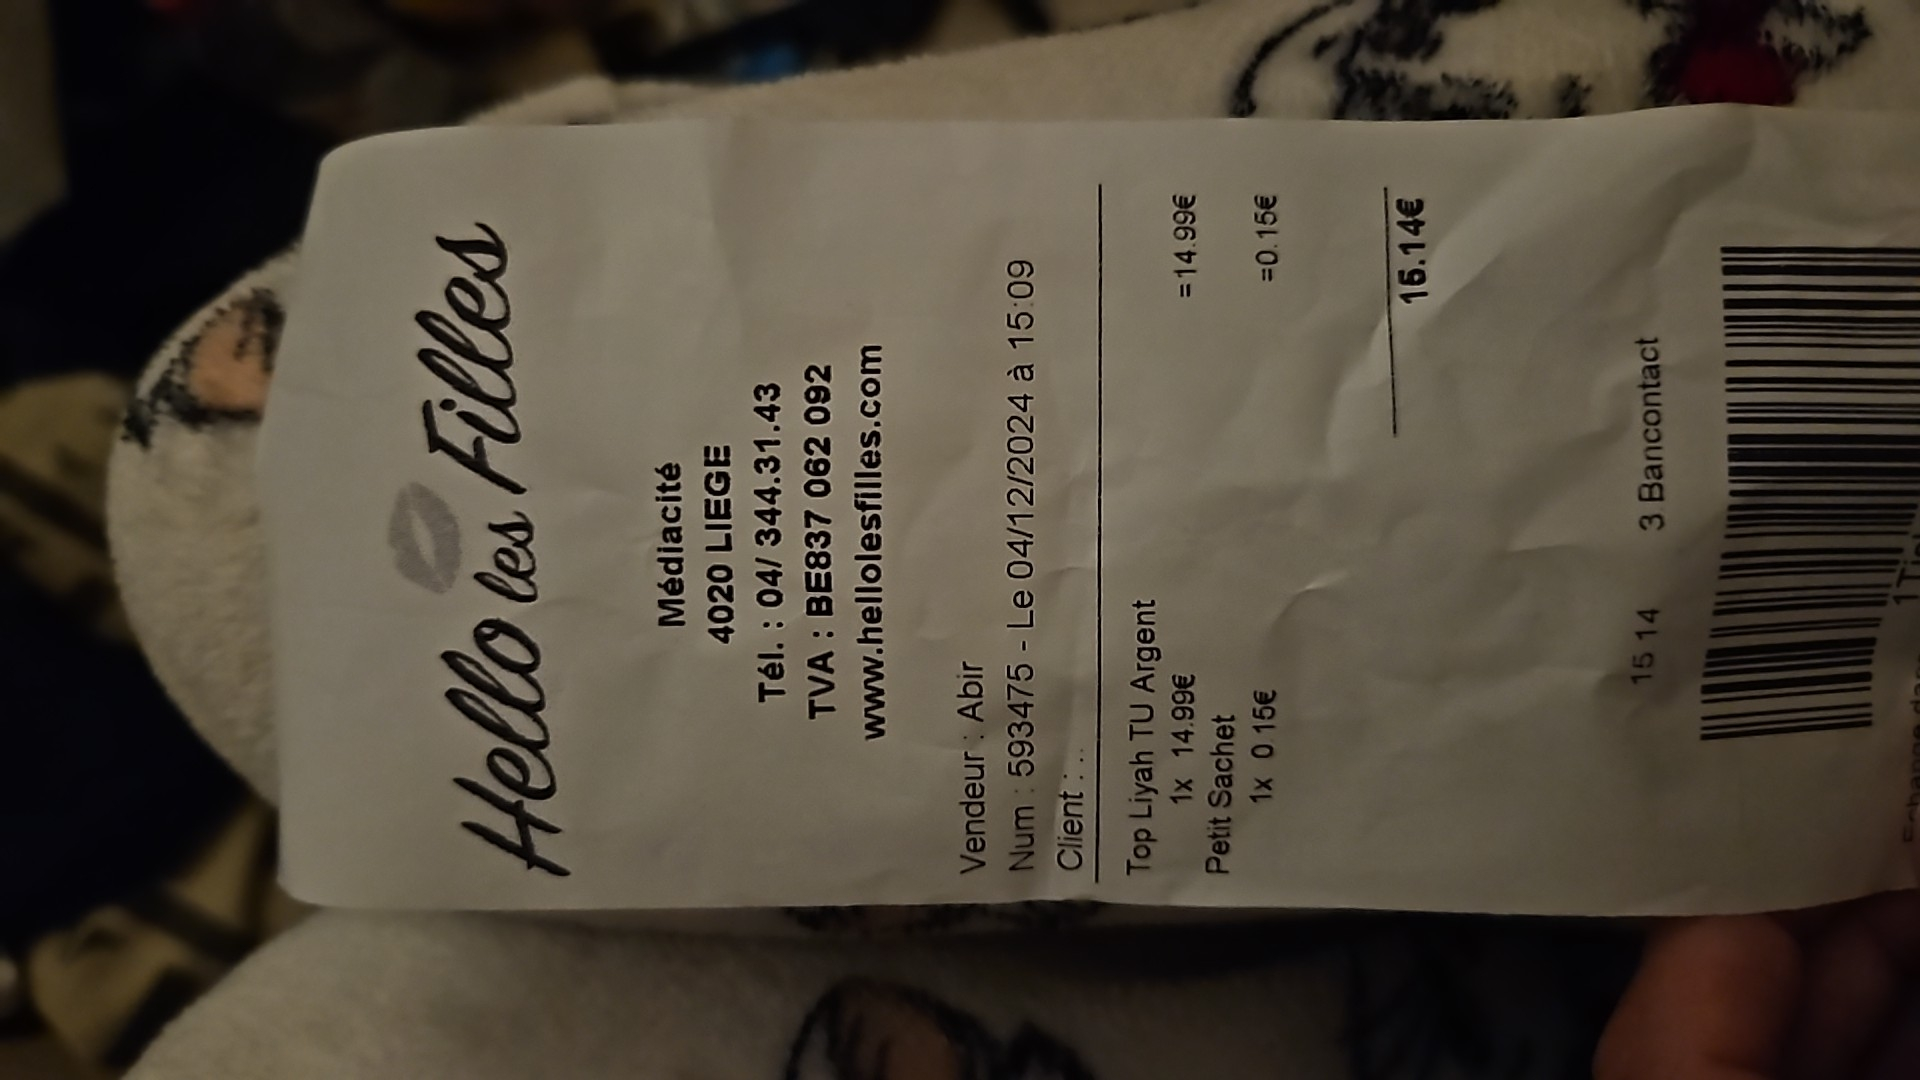 Hello les Filles
Médiacité
4020 LIEGE
Tél. : 04/ 344.31.43
TVA : BE837 062 092
www.hellolesfilles.com
Vendeur : Abir
Num : 593475 - Le 04/12/2024 à 15:09
Client : ..
Top Liyah TU Argent
1x 14.99€ =14.99€
Petit Sachet
1x 0.15€ =0.15€
15.14€
15 14 3 Bancontact